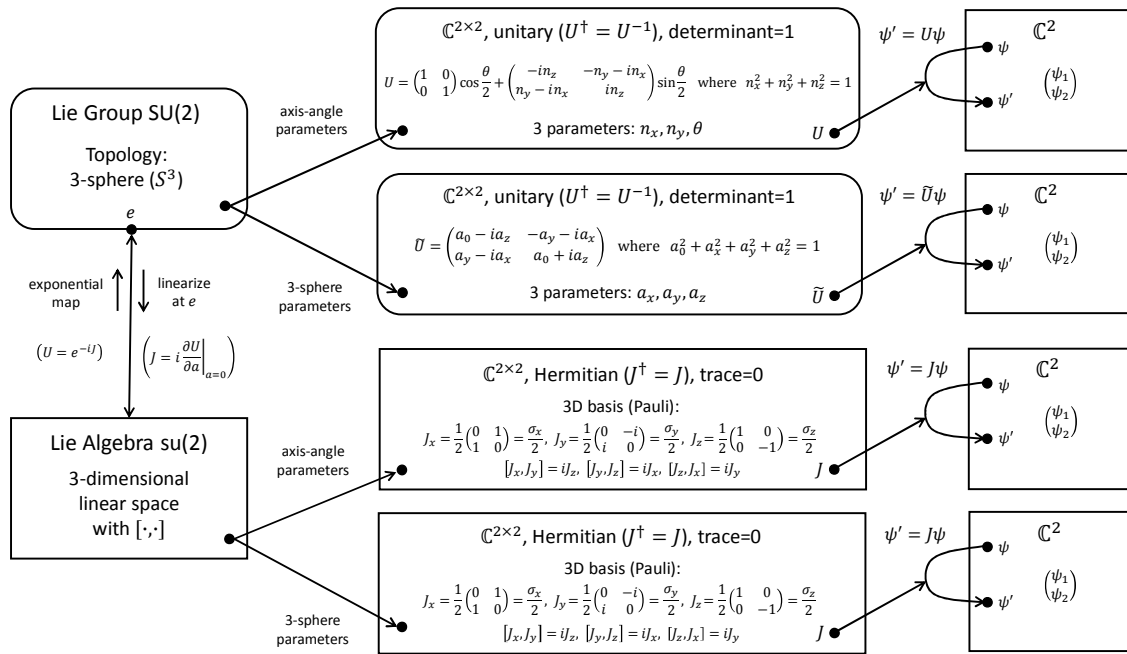 Lie Group SU(2)
Topology:
3-sphere (𝑆³)
𝑒
exponential
map
linearize
at 𝑒
(𝑈 = 𝑒^{−𝑖𝐽})
(𝐽 = 𝑖 ∂𝑈/∂𝑎|_{𝑎=0})
Lie Algebra su(2)
3-dimensional
linear space
with [·,·]
axis-angle
parameters
3-sphere
parameters
axis-angle
parameters
3-sphere
parameters
ℂ^{2×2}, unitary (𝑈† = 𝑈^{−1}), determinant=1
𝑈 = (1 0; 0 1) cos 𝜃/2 + (−𝑖𝑛_z −𝑛_y − 𝑖𝑛_x; 𝑛_y − 𝑖𝑛_x 𝑖𝑛_z) sin 𝜃/2 where 𝑛_x² + 𝑛_y² + 𝑛_z² = 1
3 parameters: 𝑛_x, 𝑛_y, 𝜃
𝑈
𝜓′ = 𝑈𝜓
ℂ²
𝜓
(𝜓₁; 𝜓₂)
𝜓′
ℂ^{2×2}, unitary (𝑈† = 𝑈^{−1}), determinant=1
Ũ = (𝑎₀ − 𝑖𝑎_z −𝑎_y − 𝑖𝑎_x; 𝑎_y − 𝑖𝑎_x 𝑎₀ + 𝑖𝑎_z) where 𝑎₀² + 𝑎_x² + 𝑎_y² + 𝑎_z² = 1
3 parameters: 𝑎_x, 𝑎_y, 𝑎_z
Ũ
𝜓′ = Ũ𝜓
ℂ²
𝜓
(𝜓₁; 𝜓₂)
𝜓′
ℂ^{2×2}, Hermitian (𝐽† = 𝐽), trace=0
3D basis (Pauli):
𝐽_x = 1/2 (0 1; 1 0) = 𝜎_x/2, 𝐽_y = 1/2 (0 −𝑖; 𝑖 0) = 𝜎_y/2, 𝐽_z = 1/2 (1 0; 0 −1) = 𝜎_z/2
[𝐽_x, 𝐽_y] = 𝑖𝐽_z, [𝐽_y, 𝐽_z] = 𝑖𝐽_x, [𝐽_z, 𝐽_x] = 𝑖𝐽_y
𝐽
𝜓′ = 𝐽𝜓
ℂ²
𝜓
(𝜓₁; 𝜓₂)
𝜓′
ℂ^{2×2}, Hermitian (𝐽† = 𝐽), trace=0
3D basis (Pauli):
𝐽_x = 1/2 (0 1; 1 0) = 𝜎_x/2, 𝐽_y = 1/2 (0 −𝑖; 𝑖 0) = 𝜎_y/2, 𝐽_z = 1/2 (1 0; 0 −1) = 𝜎_z/2
[𝐽_x, 𝐽_y] = 𝑖𝐽_z, [𝐽_y, 𝐽_z] = 𝑖𝐽_x, [𝐽_z, 𝐽_x] = 𝑖𝐽_y
𝐽
𝜓′ = 𝐽𝜓
ℂ²
𝜓
(𝜓₁; 𝜓₂)
𝜓′